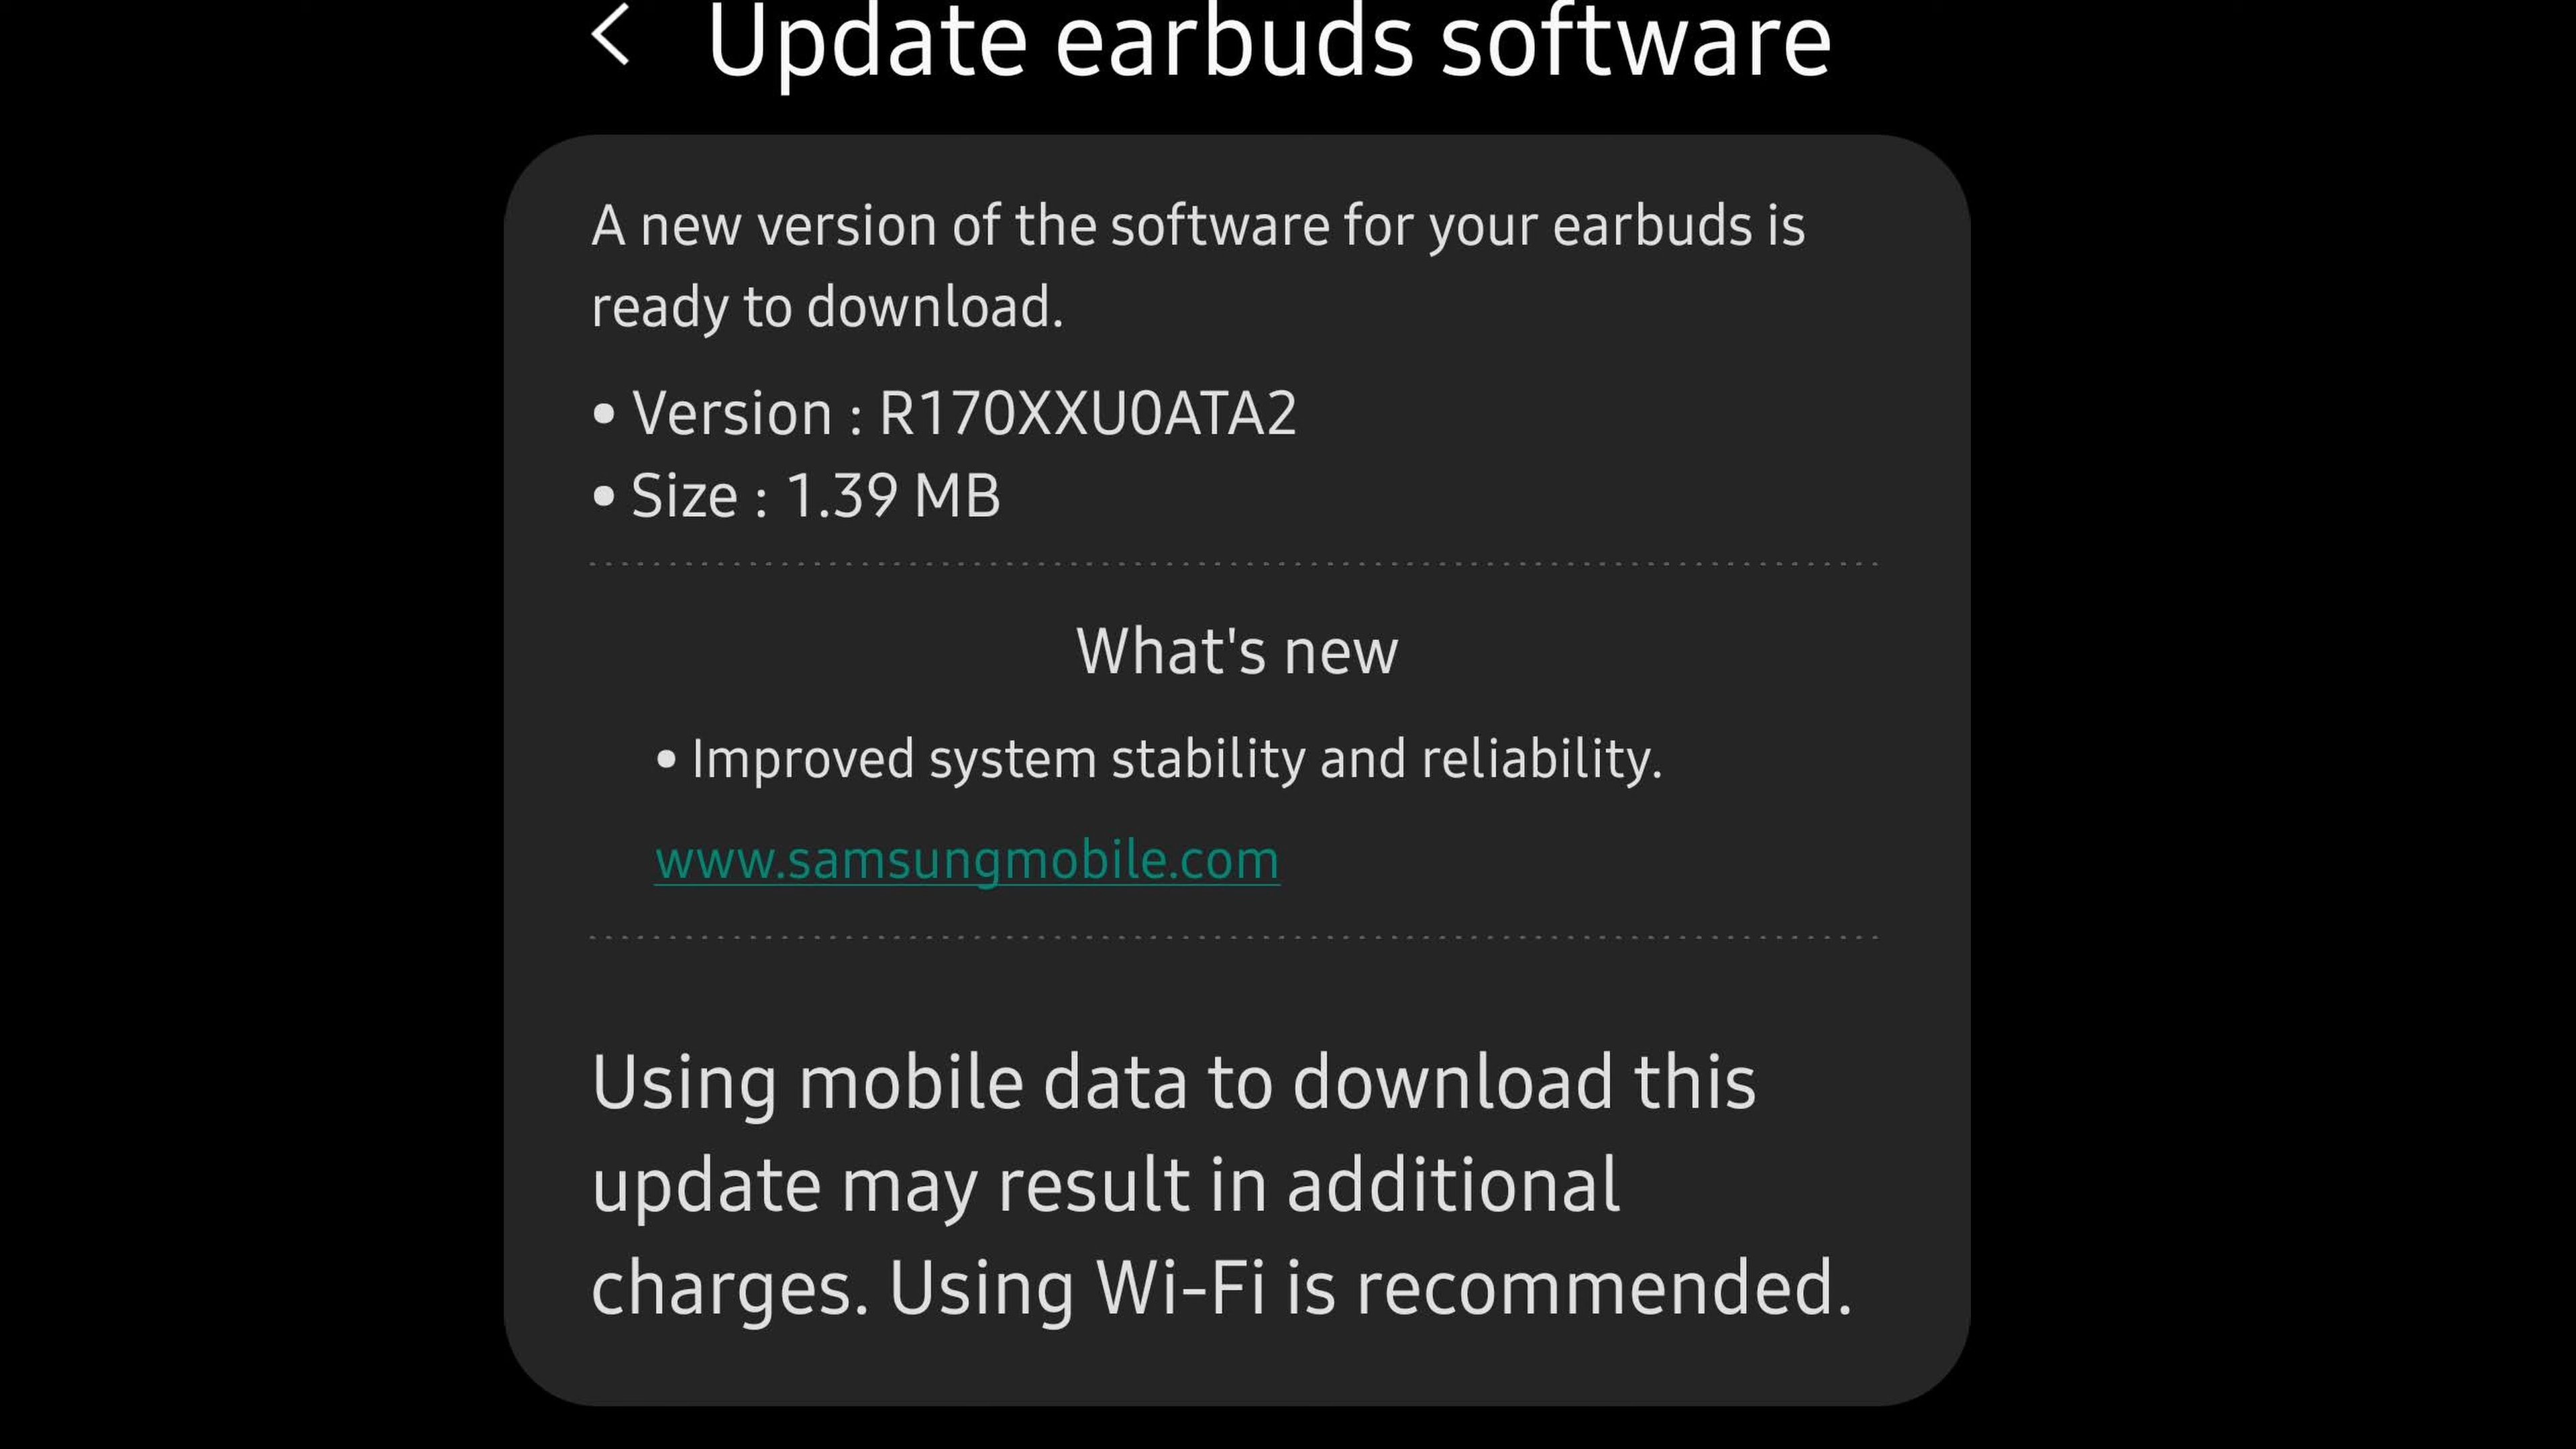 Update earbuds software
A new version of the software for your earbuds is
ready to download.
• Version : R170XXU0ATA2
• Size : 1.39 MB
What's new
• Improved system stability and reliability.
www.samsungmobile.com
Using mobile data to download this
update may result in additional
charges. Using Wi-Fi is recommended.